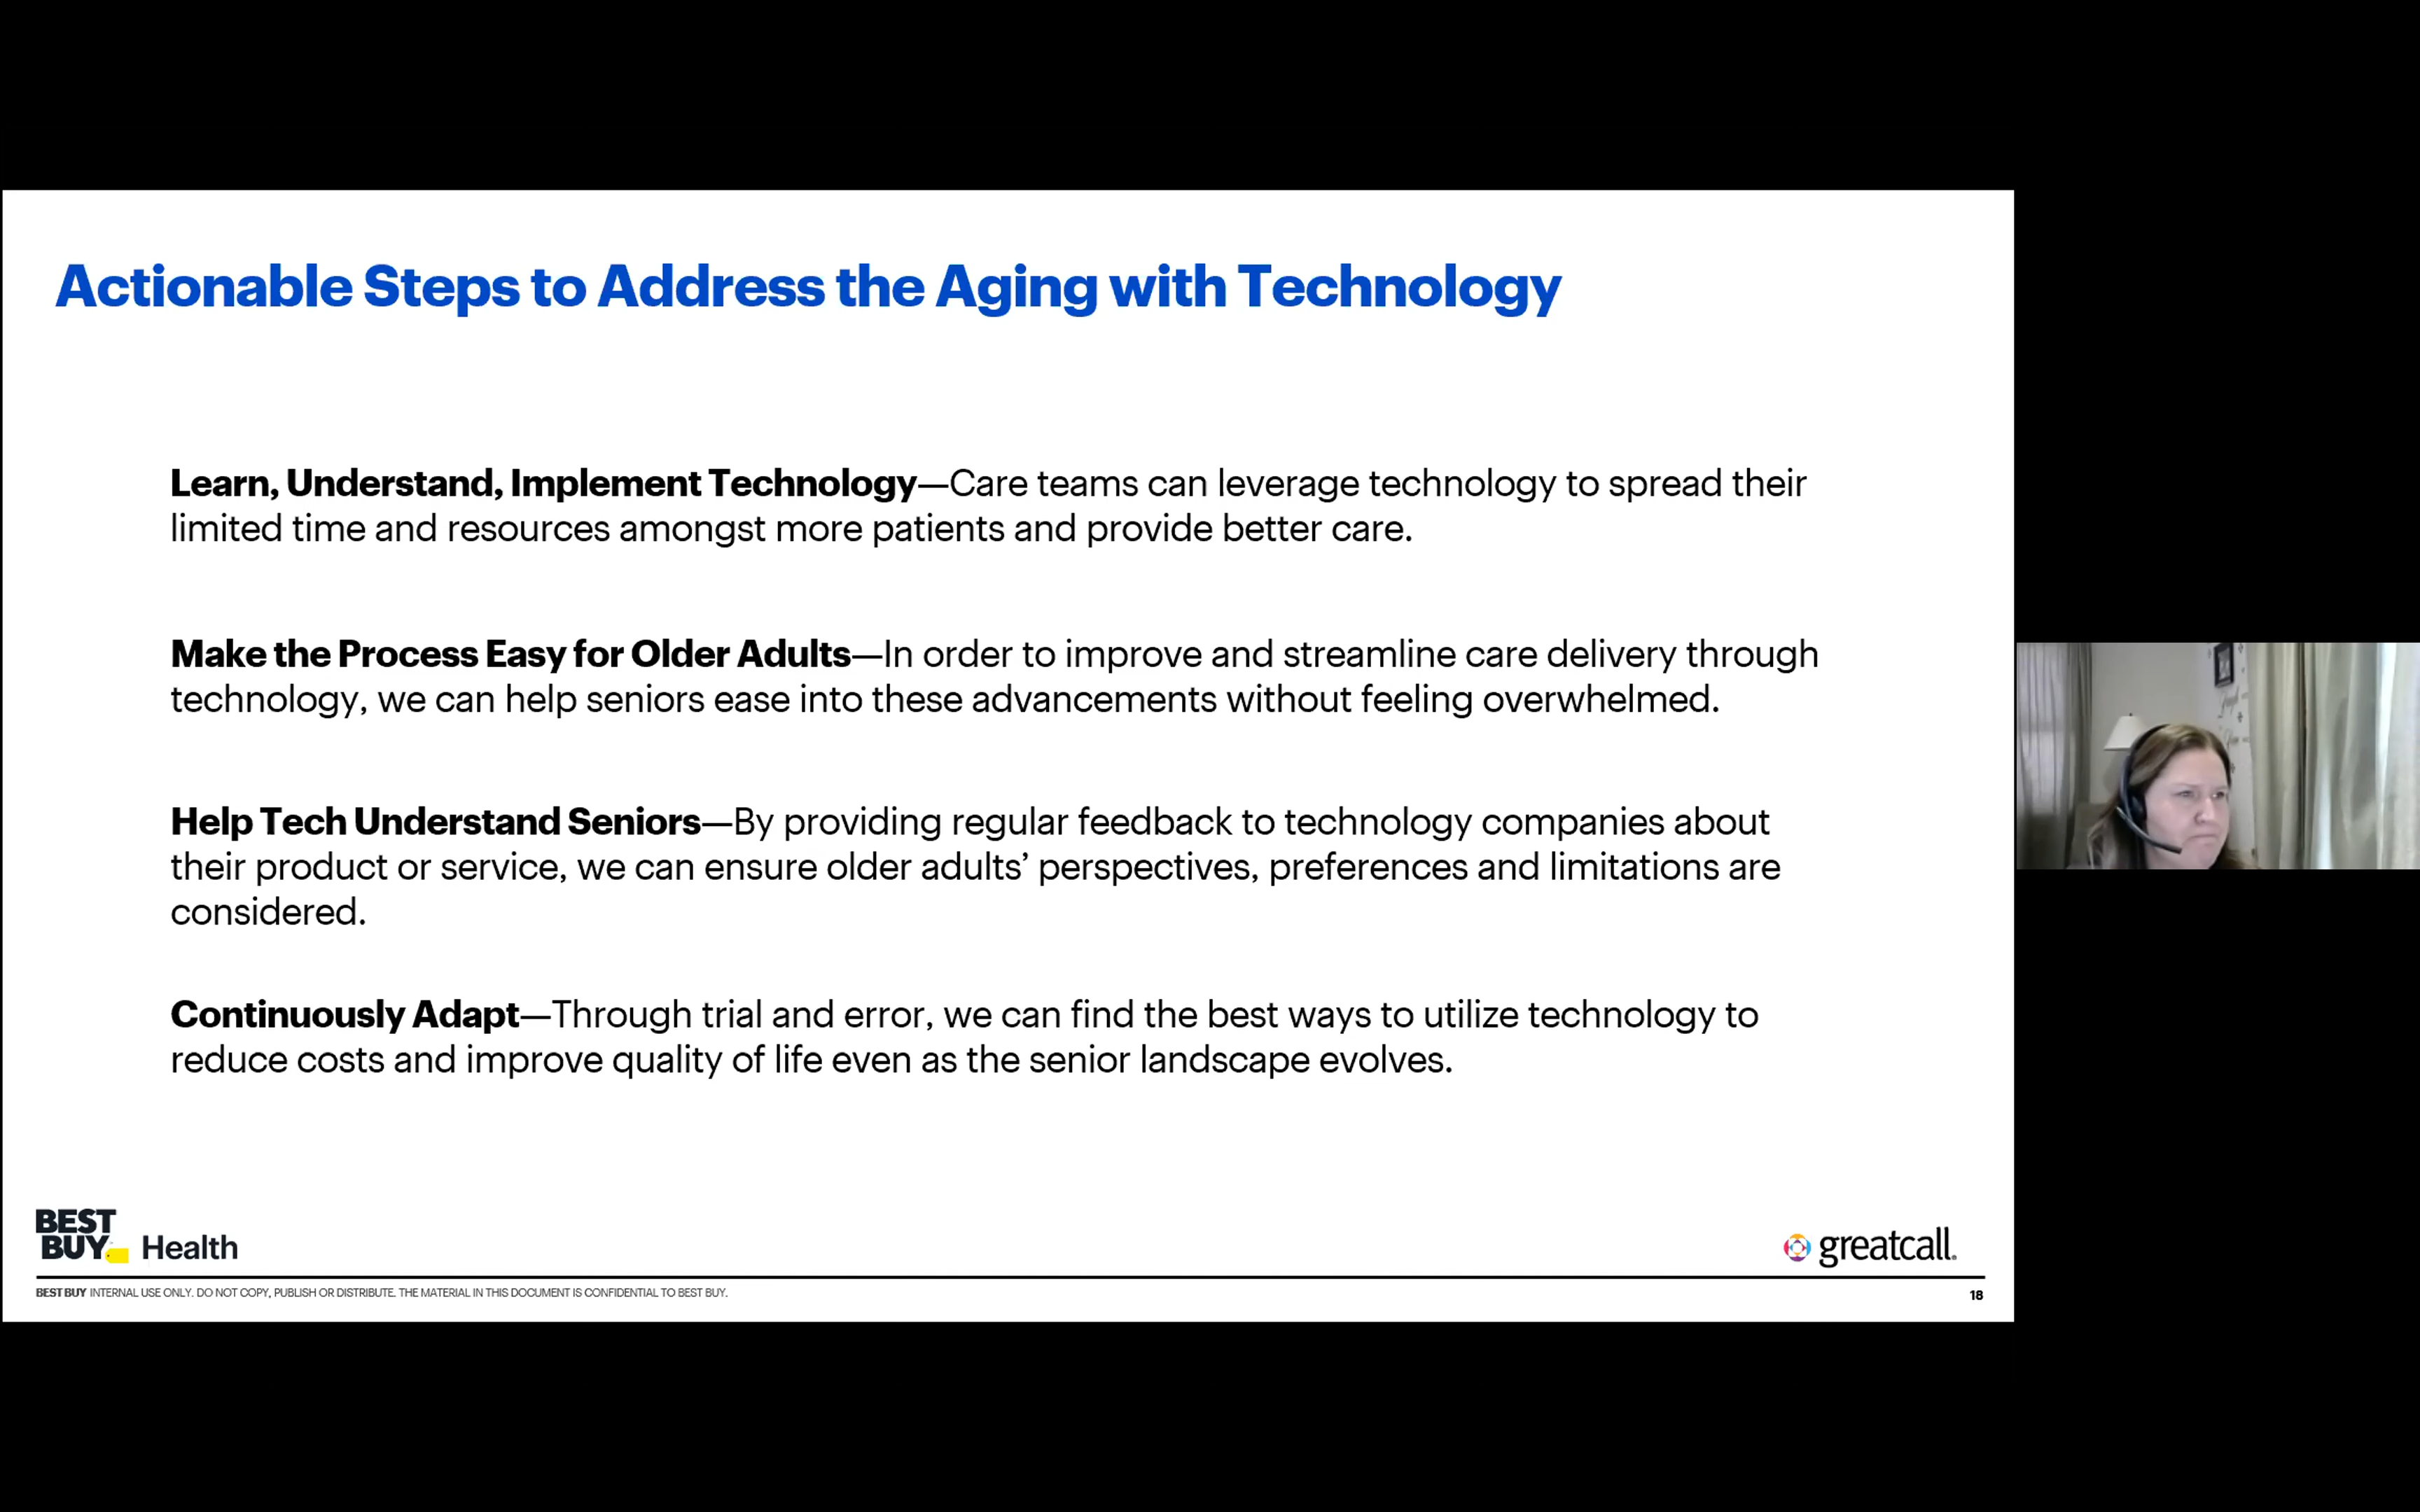 Actionable Steps to Address the Aging with Technology
Learn, Understand, Implement Technology—Care teams can leverage technology to spread their
limited time and resources amongst more patients and provide better care.
Make the Process Easy for Older Adults—In order to improve and streamline care delivery through
technology, we can help seniors ease into these advancements without feeling overwhelmed.
Help Tech Understand Seniors—By providing regular feedback to technology companies about
their product or service, we can ensure older adults’ perspectives, preferences and limitations are
considered.
Continuously Adapt—Through trial and error, we can find the best ways to utilize technology to
reduce costs and improve quality of life even as the senior landscape evolves.
BEST
BUY Health
greatcall.
BEST BUY INTERNAL USE ONLY. DO NOT COPY, PUBLISH OR DISTRIBUTE. THE MATERIAL IN THIS DOCUMENT IS CONFIDENTIAL TO BEST BUY.
18